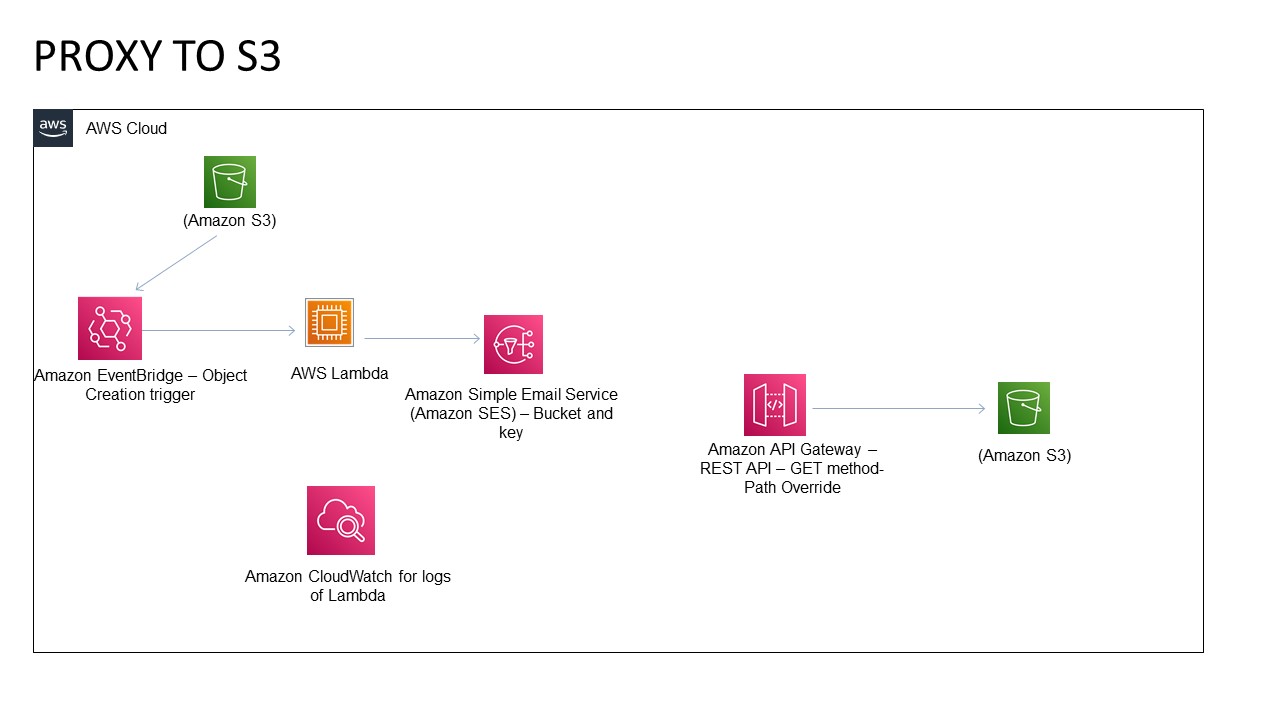 PROXY TO S3
aws
AWS Cloud
(Amazon S3)
Amazon EventBridge – Object
Creation trigger
AWS Lambda
Amazon Simple Email Service
(Amazon SES) – Bucket and
key
Amazon API Gateway –
REST API – GET method-
Path Override
(Amazon S3)
Amazon CloudWatch for logs
of Lambda